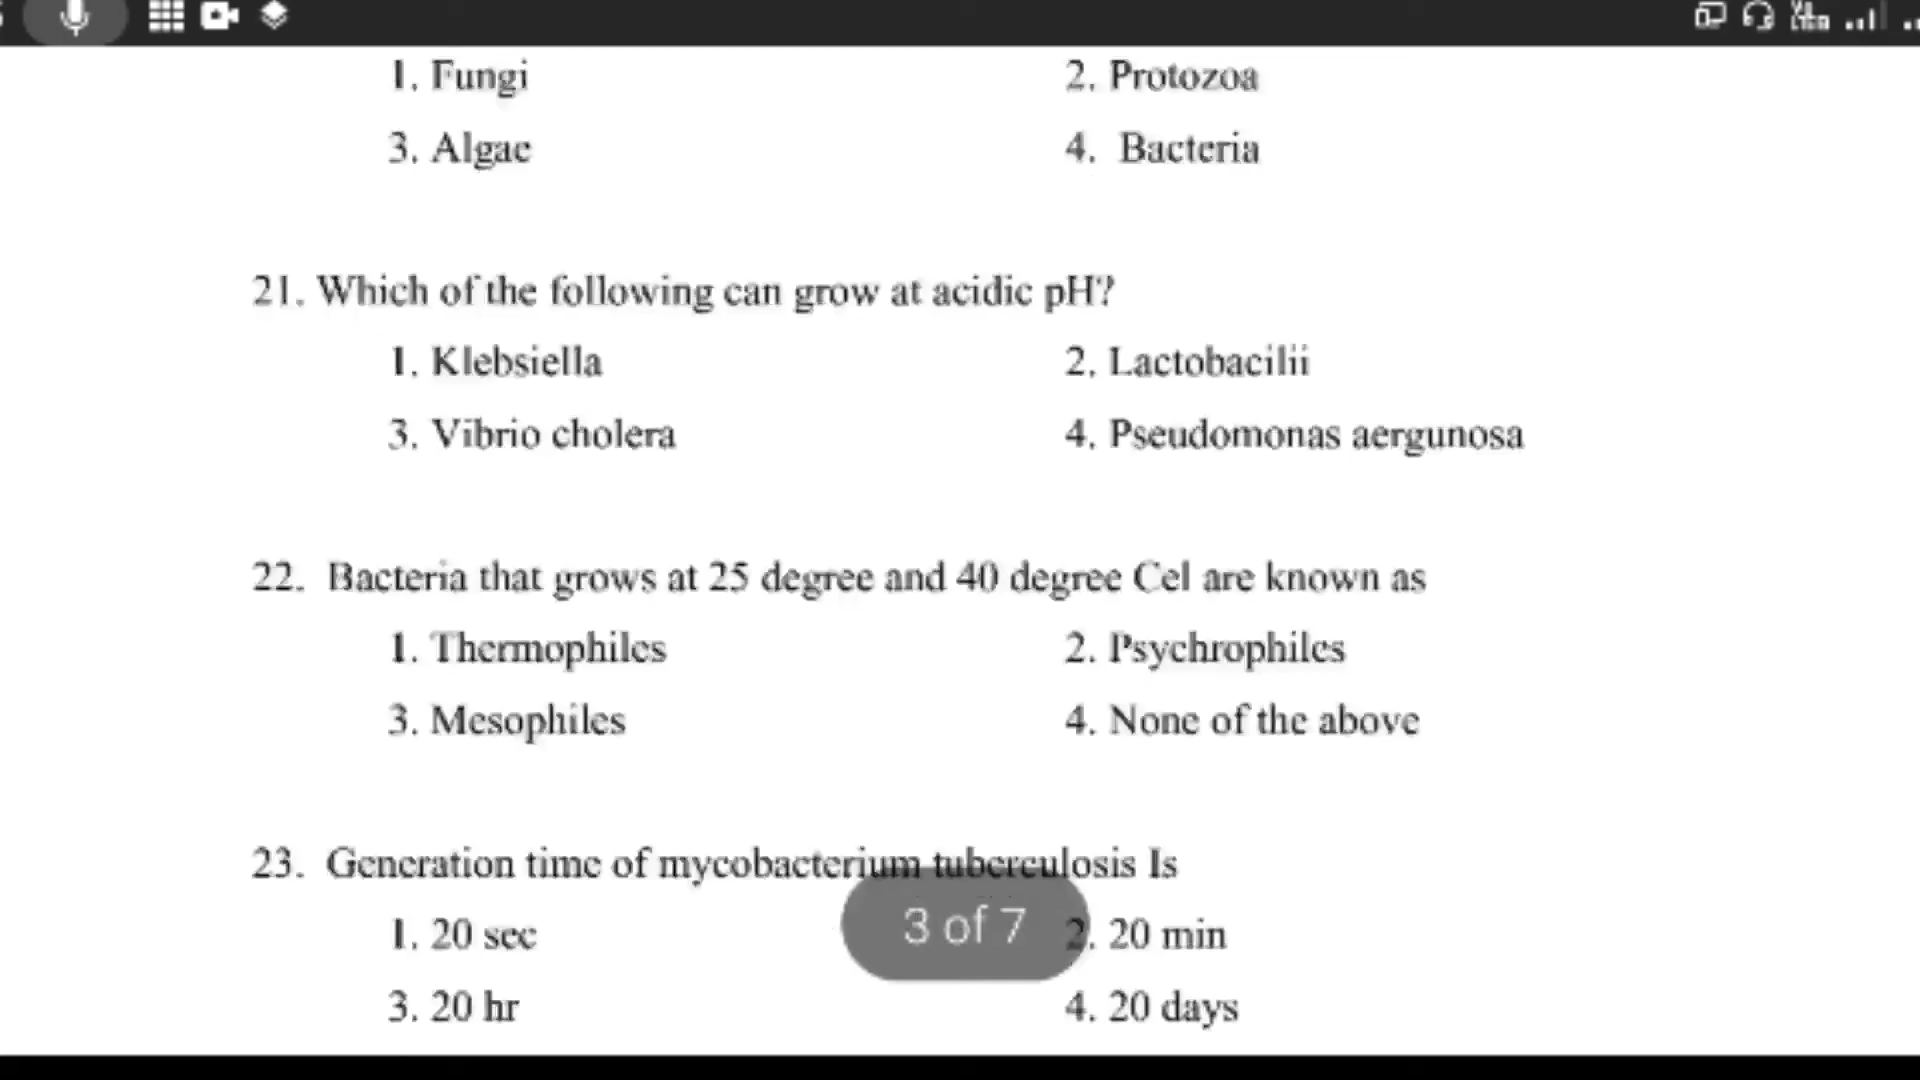 1. Fungi 2. Protozoa
3. Algae 4. Bacteria
21. Which of the following can grow at acidic pH?
1. Klebsiella 2. Lactobacilii
3. Vibrio cholera 4. Pseudomonas aergunosa
22. Bacteria that grows at 25 degree and 40 degree Cel are known as
1. Thermophiles 2. Psychrophiles
3. Mesophiles 4. None of the above
23. Generation time of mycobacterium tuberculosis Is
1. 20 sec 2. 20 min
3 of 7
3. 20 hr 4. 20 days